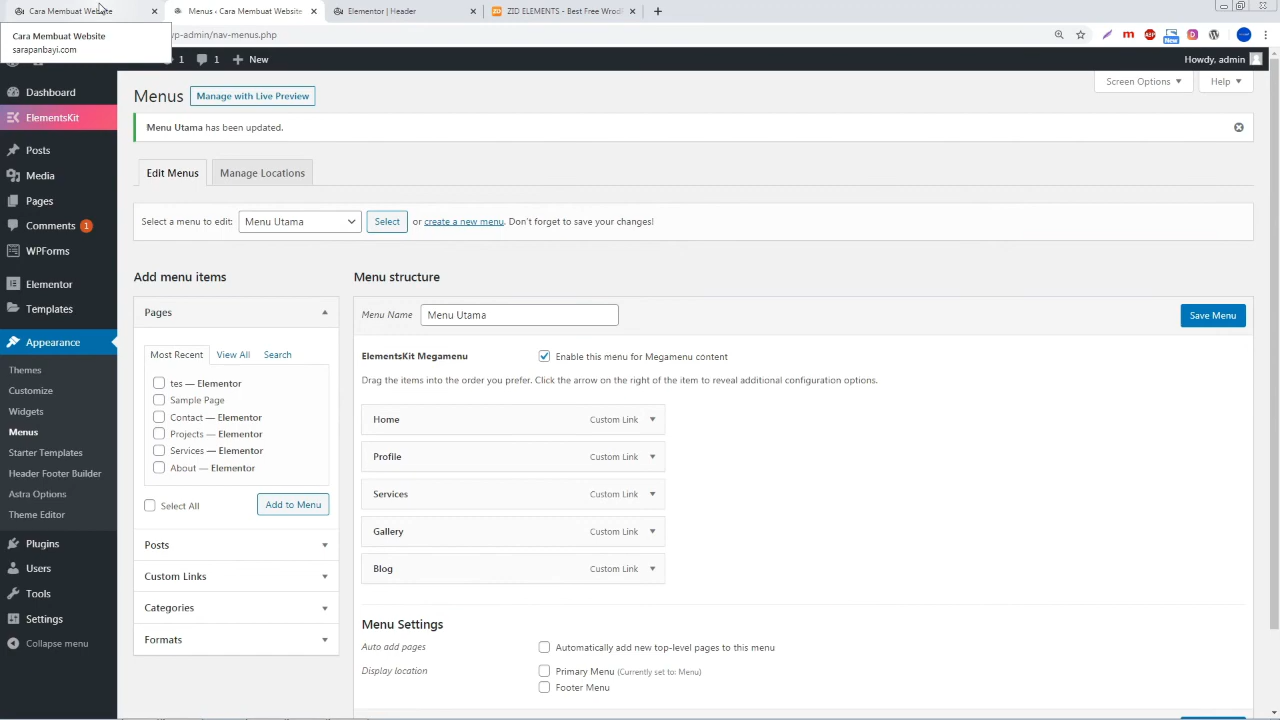 Cara Membuat Website
Menus ‹ Cara Membuat Website
Elementor | Header
ZID ELEMENTS - Best Free Wrod
Cara Membuat Website
sarapanbayi.com
vp-admin/nav-menus.php
1
1
New
Howdy, admin
Dashboard
ElementsKit
Posts
Media
Pages
Comments 1
WPForms
Elementor
Templates
Appearance
Themes
Customize
Widgets
Menus
Starter Templates
Header Footer Builder
Astra Options
Theme Editor
Plugins
Users
Tools
Settings
Collapse menu
Menus
Manage with Live Preview
Screen Options
Help
Menu Utama has been updated.
Edit Menus
Manage Locations
Select a menu to edit: Menu Utama Select or create a new menu. Don't forget to save your changes!
Add menu items
Pages
Most Recent View All Search
tes — Elementor
Sample Page
Contact — Elementor
Projects — Elementor
Services — Elementor
About — Elementor
Select All
Add to Menu
Posts
Custom Links
Categories
Formats
Menu structure
Menu Name Menu Utama
Save Menu
ElementsKit Megamenu
Enable this menu for Megamenu content
Drag the items into the order you prefer. Click the arrow on the right of the item to reveal additional configuration options.
Home Custom Link
Profile Custom Link
Services Custom Link
Gallery Custom Link
Blog Custom Link
Menu Settings
Auto add pages
Automatically add new top-level pages to this menu
Display location
Primary Menu (Currently set to: Menu)
Footer Menu